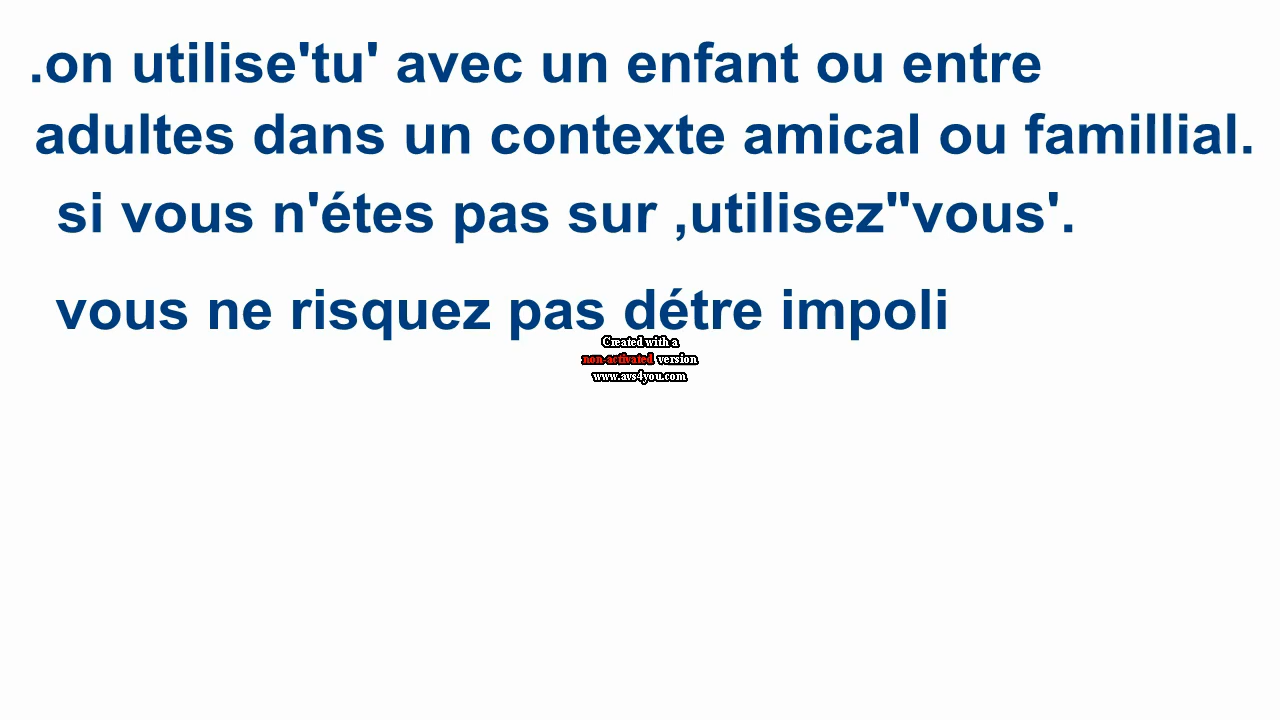 .on utilise'tu' avec un enfant ou entre
adultes dans un contexte amical ou famillial.
si vous n'étes pas sur ,utilisez"vous'.
vous ne risquez pas détre impoli
Created with a
non-activated version
www.avs4you.com